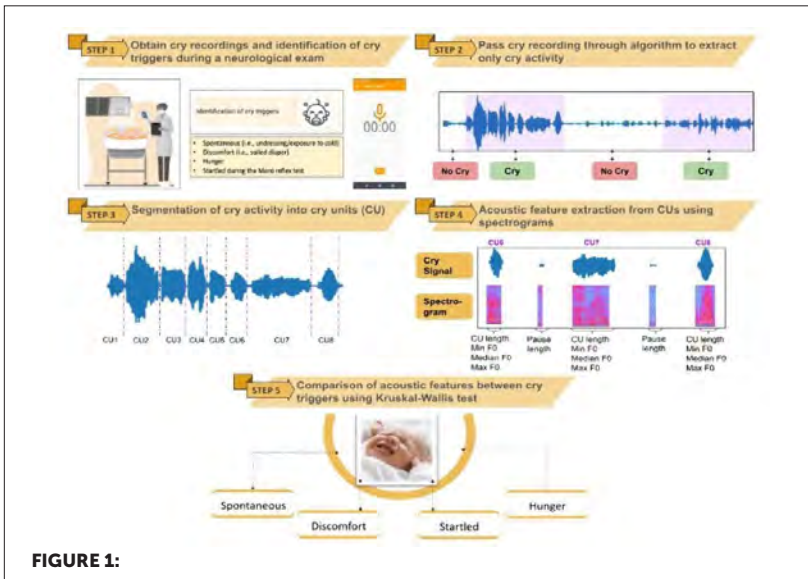 STEP 1
Obtain cry recordings and identification of cry
triggers during a neurological exam
Identification of cry triggers
• Spontaneous (i.e., undressing/exposure to cold)
• Discomfort (i.e., soiled diaper)
• Hunger
• Startled during the Moro reflex test
00:00
STEP 2
Pass cry recording through algorithm to extract
only cry activity
No Cry
Cry
No Cry
Cry
STEP 3
Segmentation of cry activity into cry units (CU)
CU1 CU2 CU3 CU4 CU5 CU6 CU7 CU8
STEP 4
Acoustic feature extraction from CUs using
spectrograms
CU6 CU7 CU8
Cry
Signal
Spectro-
gram
CU length
Min F0
Median F0
Max F0
Pause
length
CU length
Min F0
Median F0
Max F0
Pause
length
CU length
Min F0
Median F0
Max F0
STEP 5
Comparison of acoustic features between cry
triggers using Kruskal-Wallis test
Spontaneous
Discomfort
Startled
Hunger
FIGURE 1: